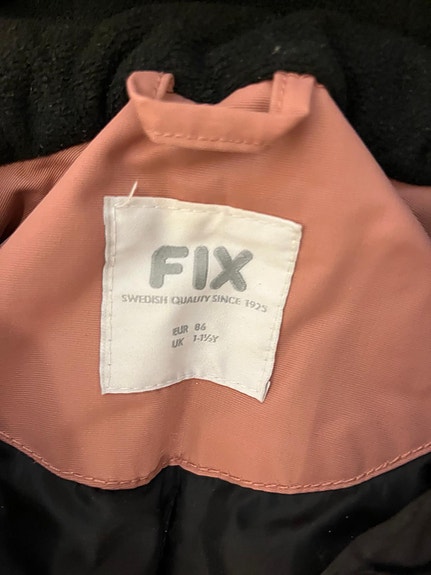 FIX
SWEDISH QUALITY SINCE 1925
EUR 86
UK 1-1½Y